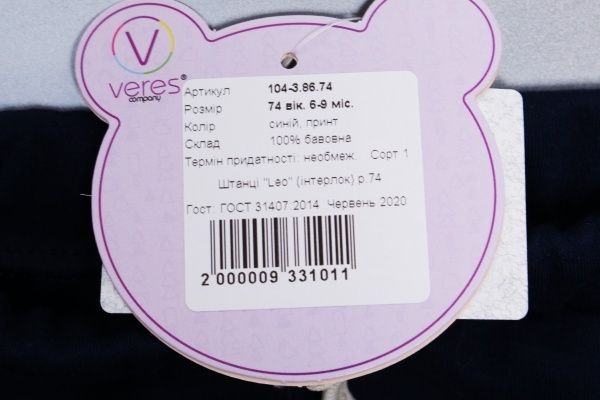 V
veres®
company
Артикул 104-3.86.74
Розмір 74 вік. 6-9 міс.
Колір синій, принт
Склад 100% бавовна
Термін придатності: необмеж. Сорт 1
Штанці "Leo" (інтерлок) р.74
Гост: ГОСТ 31407:2014 Червень 2020
2 000009 331011